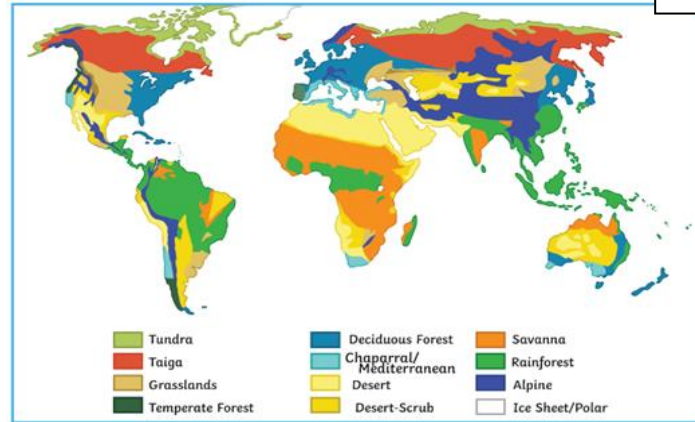 Tundra
Taiga
Grasslands
Temperate Forest
Deciduous Forest
Chaparral/
Mediterranean
Desert
Desert-Scrub
Savanna
Rainforest
Alpine
Ice Sheet/Polar